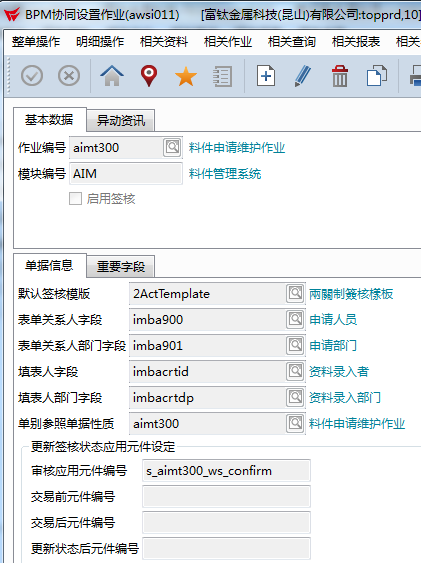 BPM协同设置作业(awsi011) [富钛金属科技(昆山)有限公司:topprd,10]
整单操作 明细操作 相关资料 相关作业 相关查询 相关报表 相关
基本数据 异动资讯
作业编号 aimt300 料件申请维护作业
模块编号 AIM 料件管理系统
启用签核
单据信息 重要字段
默认签核模版 2ActTemplate 兩關制簽核樣板
表单关系人字段 imba900 申请人员
表单关系人部门字段 imba901 申请部门
填表人字段 imbacrtid 资料录入者
填表人部门字段 imbacrtdp 资料录入部门
单别参照单据性质 aimt300 料件申请维护作业
更新签核状态应用元件设定
审核应用元件编号 s_aimt300_ws_confirm
交易前元件编号
交易后元件编号
更新状态后元件编号